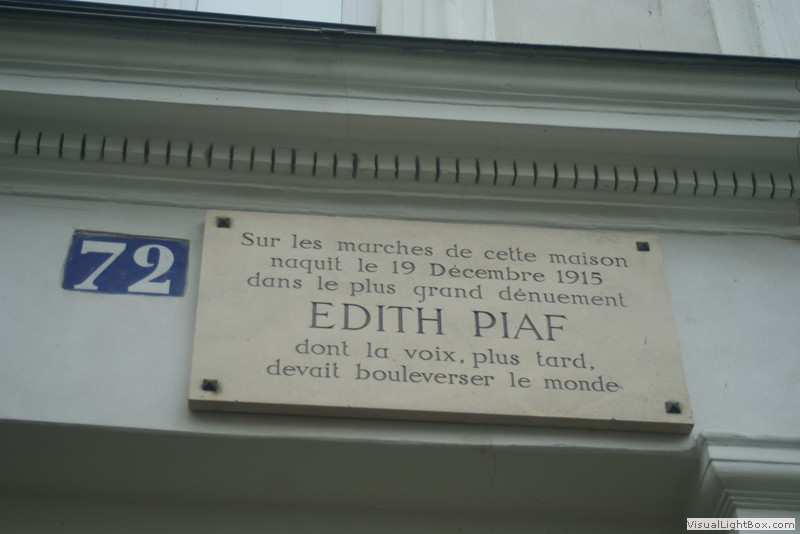 72
Sur les marches de cette maison
naquit le 19 Décembre 1915
dans le plus grand dénuement
EDITH PIAF
dont la voix, plus tard,
devait bouleverser le monde
VisualLightBox.com